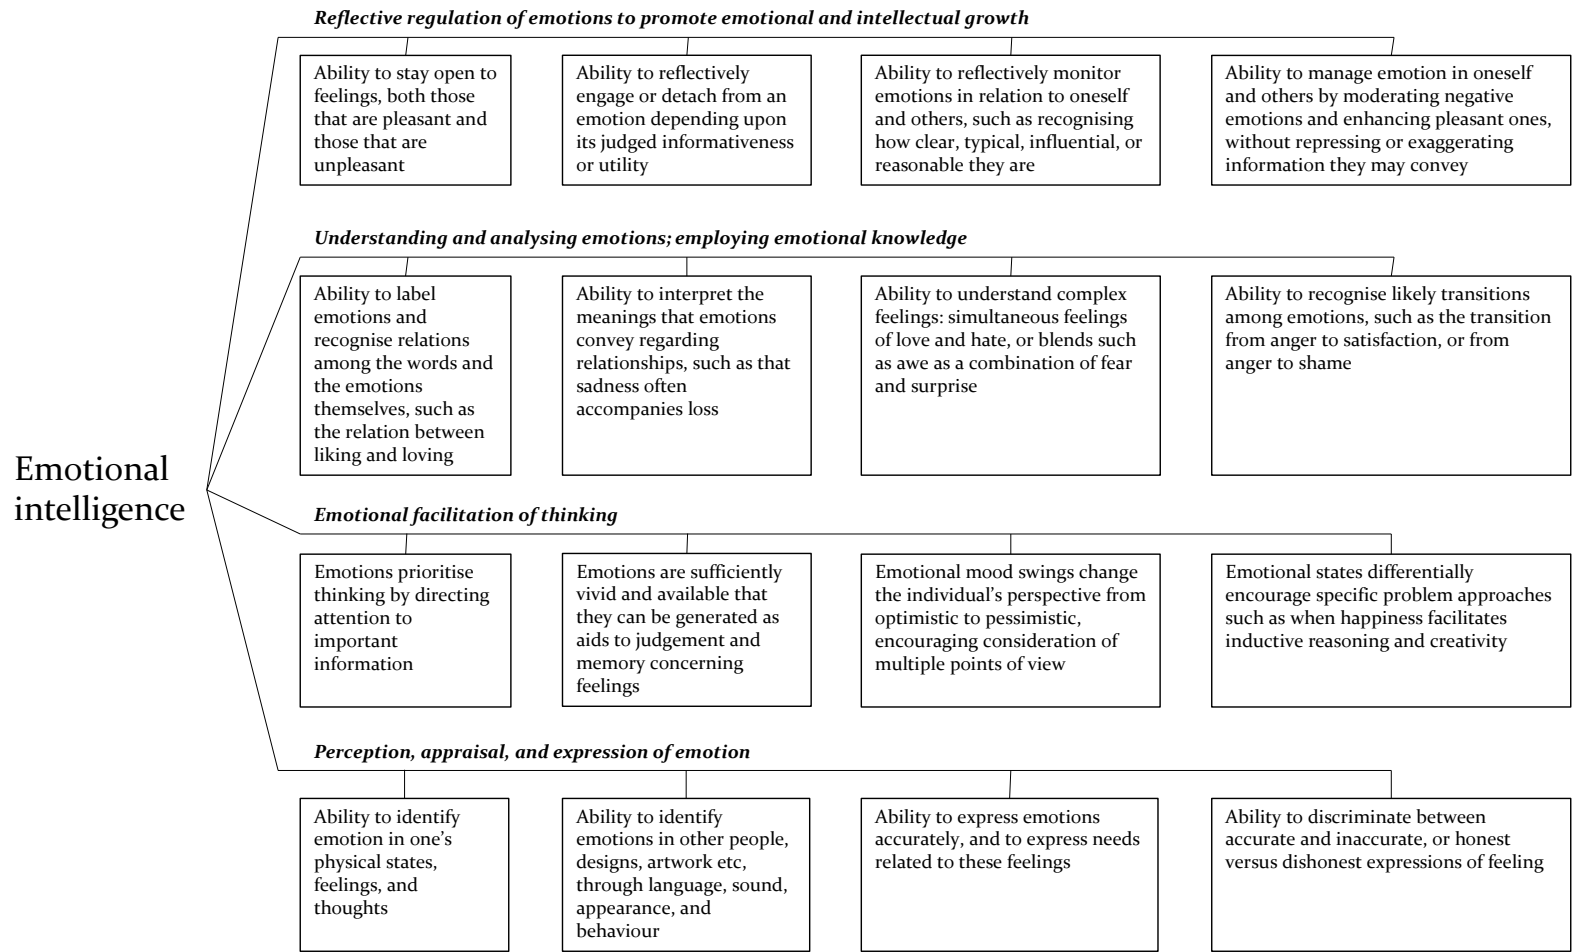 Reflective regulation of emotions to promote emotional and intellectual growth
Ability to stay open to
feelings, both those
that are pleasant and
those that are
unpleasant
Ability to reflectively
engage or detach from an
emotion depending upon
its judged informativeness
or utility
Ability to reflectively monitor
emotions in relation to oneself
and others, such as recognising
how clear, typical, influential, or
reasonable they are
Ability to manage emotion in oneself
and others by moderating negative
emotions and enhancing pleasant ones,
without repressing or exaggerating
information they may convey
Understanding and analysing emotions; employing emotional knowledge
Ability to label
emotions and
recognise relations
among the words and
the emotions
themselves, such as
the relation between
liking and loving
Ability to interpret the
meanings that emotions
convey regarding
relationships, such as that
sadness often
accompanies loss
Ability to understand complex
feelings: simultaneous feelings
of love and hate, or blends such
as awe as a combination of fear
and surprise
Ability to recognise likely transitions
among emotions, such as the transition
from anger to satisfaction, or from
anger to shame
Emotional
intelligence
Emotional facilitation of thinking
Emotions prioritise
thinking by directing
attention to
important
information
Emotions are sufficiently
vivid and available that
they can be generated as
aids to judgement and
memory concerning
feelings
Emotional mood swings change
the individual's perspective from
optimistic to pessimistic,
encouraging consideration of
multiple points of view
Emotional states differentially
encourage specific problem approaches
such as when happiness facilitates
inductive reasoning and creativity
Perception, appraisal, and expression of emotion
Ability to identify
emotion in one's
physical states,
feelings, and
thoughts
Ability to identify
emotions in other people,
designs, artwork etc,
through language, sound,
appearance, and
behaviour
Ability to express emotions
accurately, and to express needs
related to these feelings
Ability to discriminate between
accurate and inaccurate, or honest
versus dishonest expressions of feeling